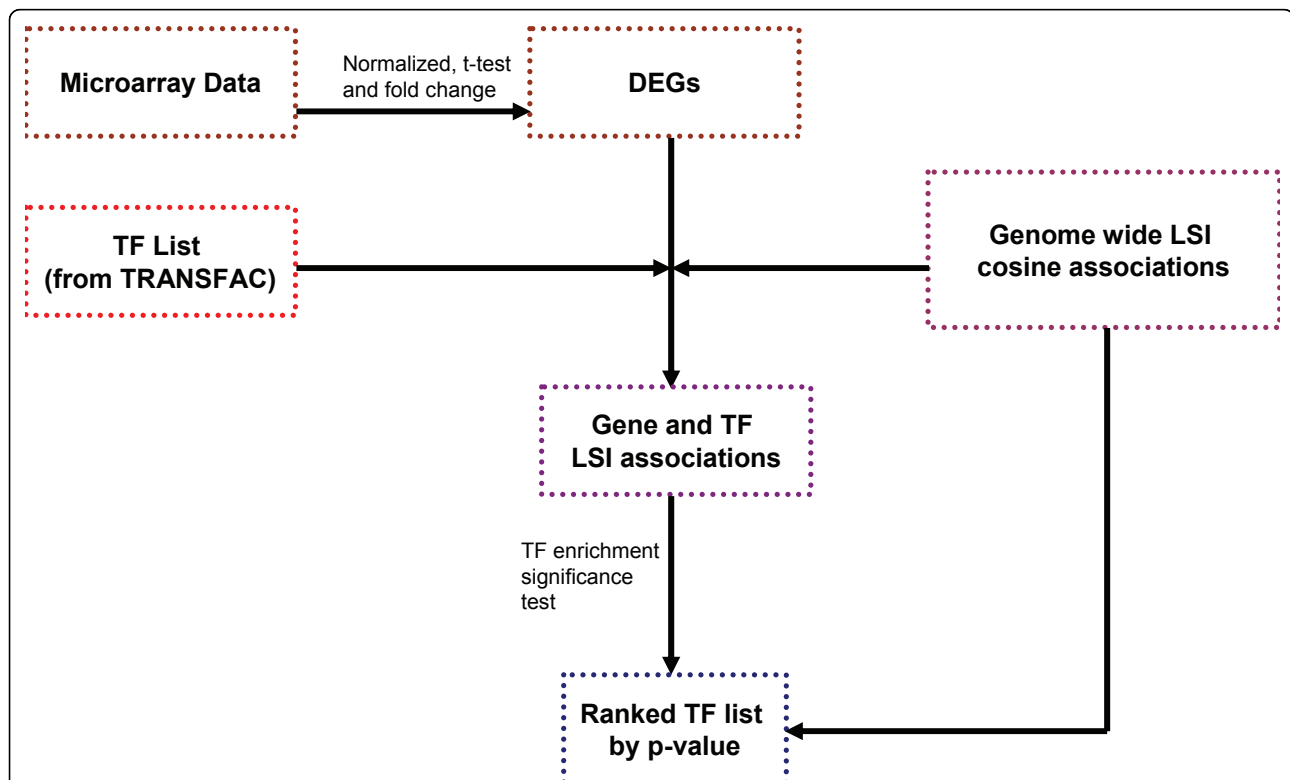 Microarray Data
Normalized, t-test
and fold change
DEGs
TF List
(from TRANSFAC)
Genome wide LSI
cosine associations
Gene and TF
LSI associations
TF enrichment
significance
test
Ranked TF list
by p-value